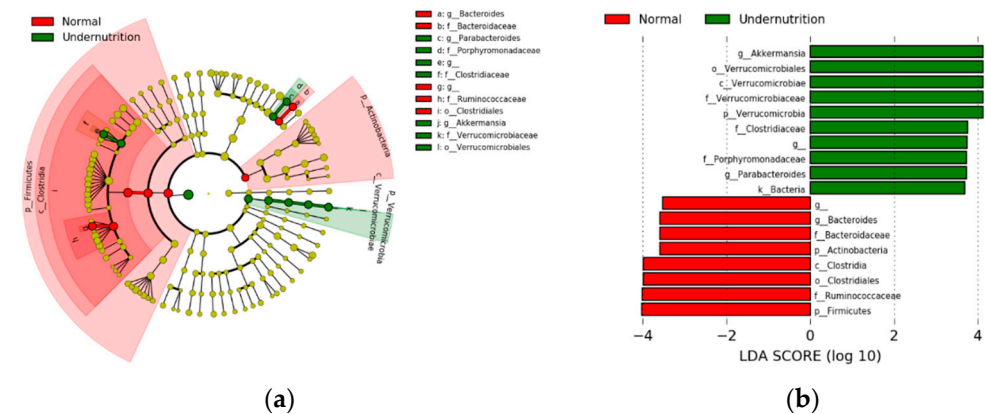 Normal
Undernutrition
a: g__Bacteroides
b: f__Bacteroidaceae
c: g__Parabacteroides
d: f__Porphyromonadaceae
e: g__
f: f__Clostridiaceae
g: g__
h: f__Ruminococcaceae
i: o__Clostridiales
j: g__Akkermansia
k: f__Verrucomicrobiaceae
l: o__Verrucomicrobiales
p__Firmicutes
c__Clostridia
i
f
h
d
b
k
p__Actinobacteria
c__Verrucomicrobiae
p__Verrucomicrobia
(a)
Normal
Undernutrition
g__Akkermansia
o__Verrucomicrobiales
c__Verrucomicrobiae
f__Verrucomicrobiaceae
p__Verrucomicrobia
f__Clostridiaceae
g__
f__Porphyromonadaceae
g__Parabacteroides
k__Bacteria
g__
g__Bacteroides
f__Bacteroidaceae
p__Actinobacteria
c__Clostridia
o__Clostridiales
f__Ruminococcaceae
p__Firmicutes
−4 −2 0 2 4
LDA SCORE (log 10)
(b)